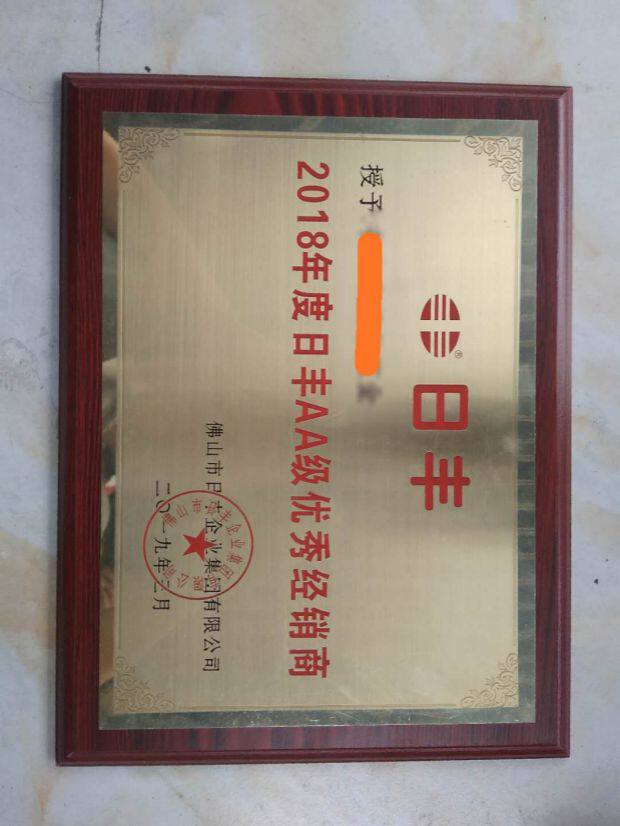 日丰
®
授予
2018年度日丰AA级优秀经销商
佛山市日丰企业集团有限公司
二〇一九年三月